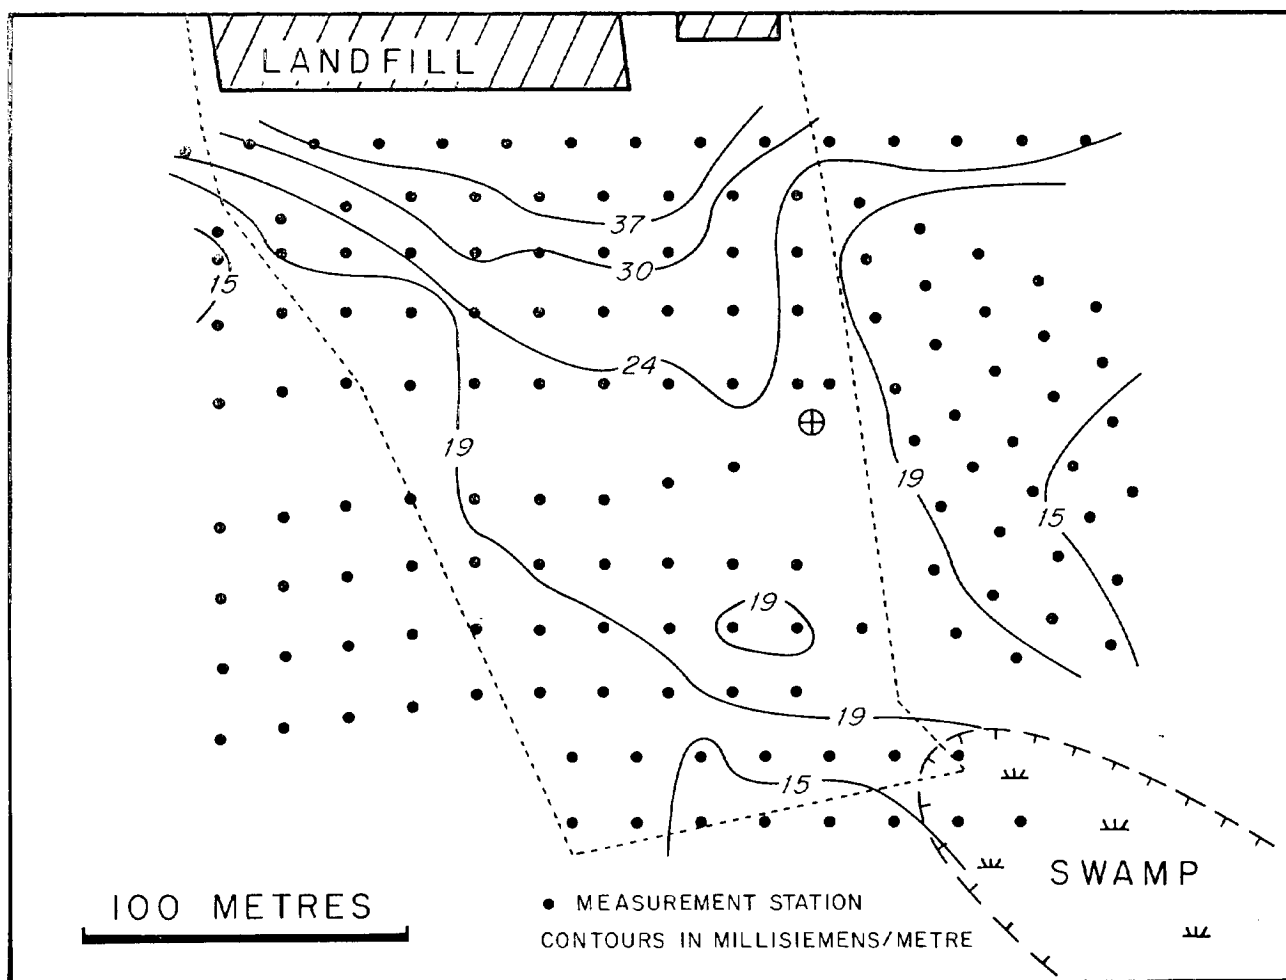 LANDFILL
37
30
15
24
19
19
15
19
19
15
SWAMP
100 METRES
MEASUREMENT STATION
CONTOURS IN MILLISIEMENS/METRE